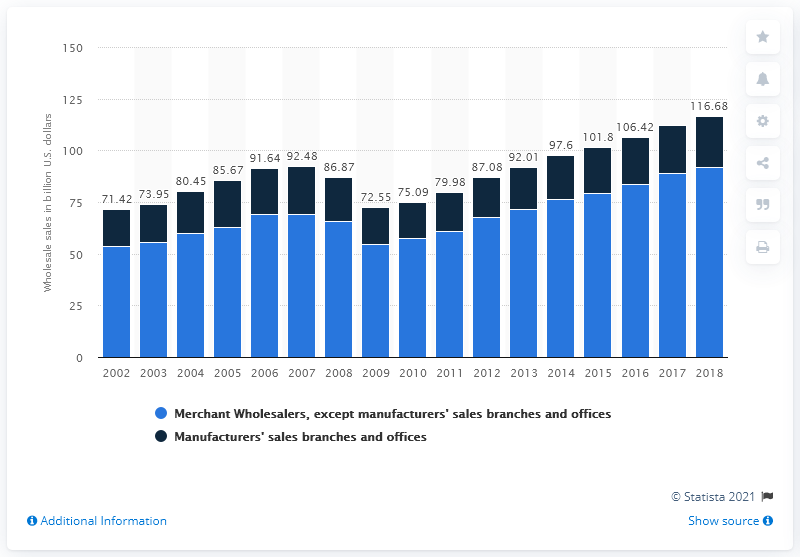 150
125
100
75
50
25
0
Wholesale sales in billion U.S. dollars
71.42 73.95 80.45 85.67 91.64 92.48 86.87 72.55 75.09 79.98 87.08 92.01 97.6 101.8 106.42 116.68
2002 2003 2004 2005 2006 2007 2008 2009 2010 2011 2012 2013 2014 2015 2016 2017 2018
Merchant Wholesalers, except manufacturers' sales branches and offices
Manufacturers' sales branches and offices
© Statista 2021
Additional Information
Show source